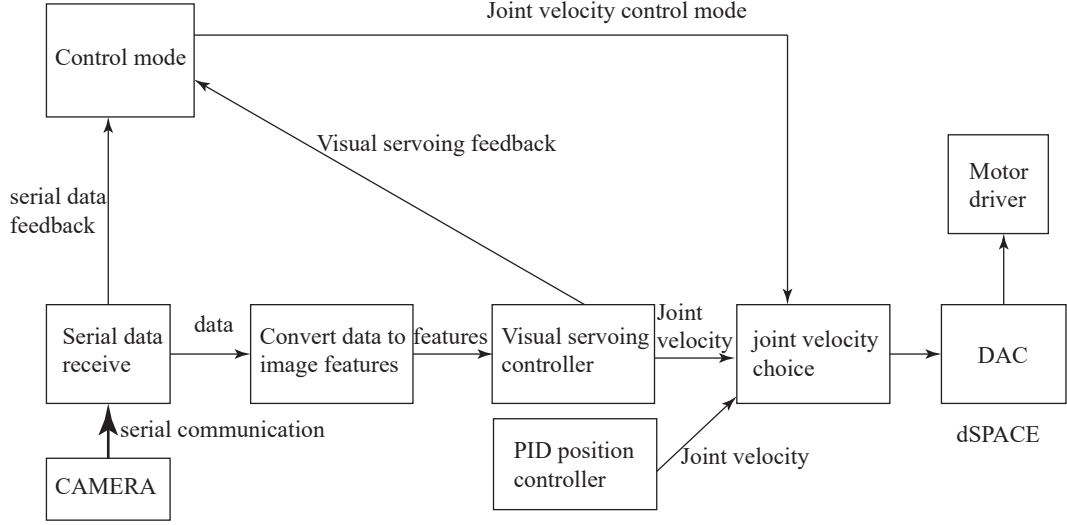 Joint velocity control mode
Control mode
Visual servoing feedback
Motor
driver
serial data
feedback
Serial data
receive
data
Convert data to
image features
features
Visual servoing
controller
Joint
velocity
joint velocity
choice
DAC
serial communication
dSPACE
PID position
controller
Joint velocity
CAMERA